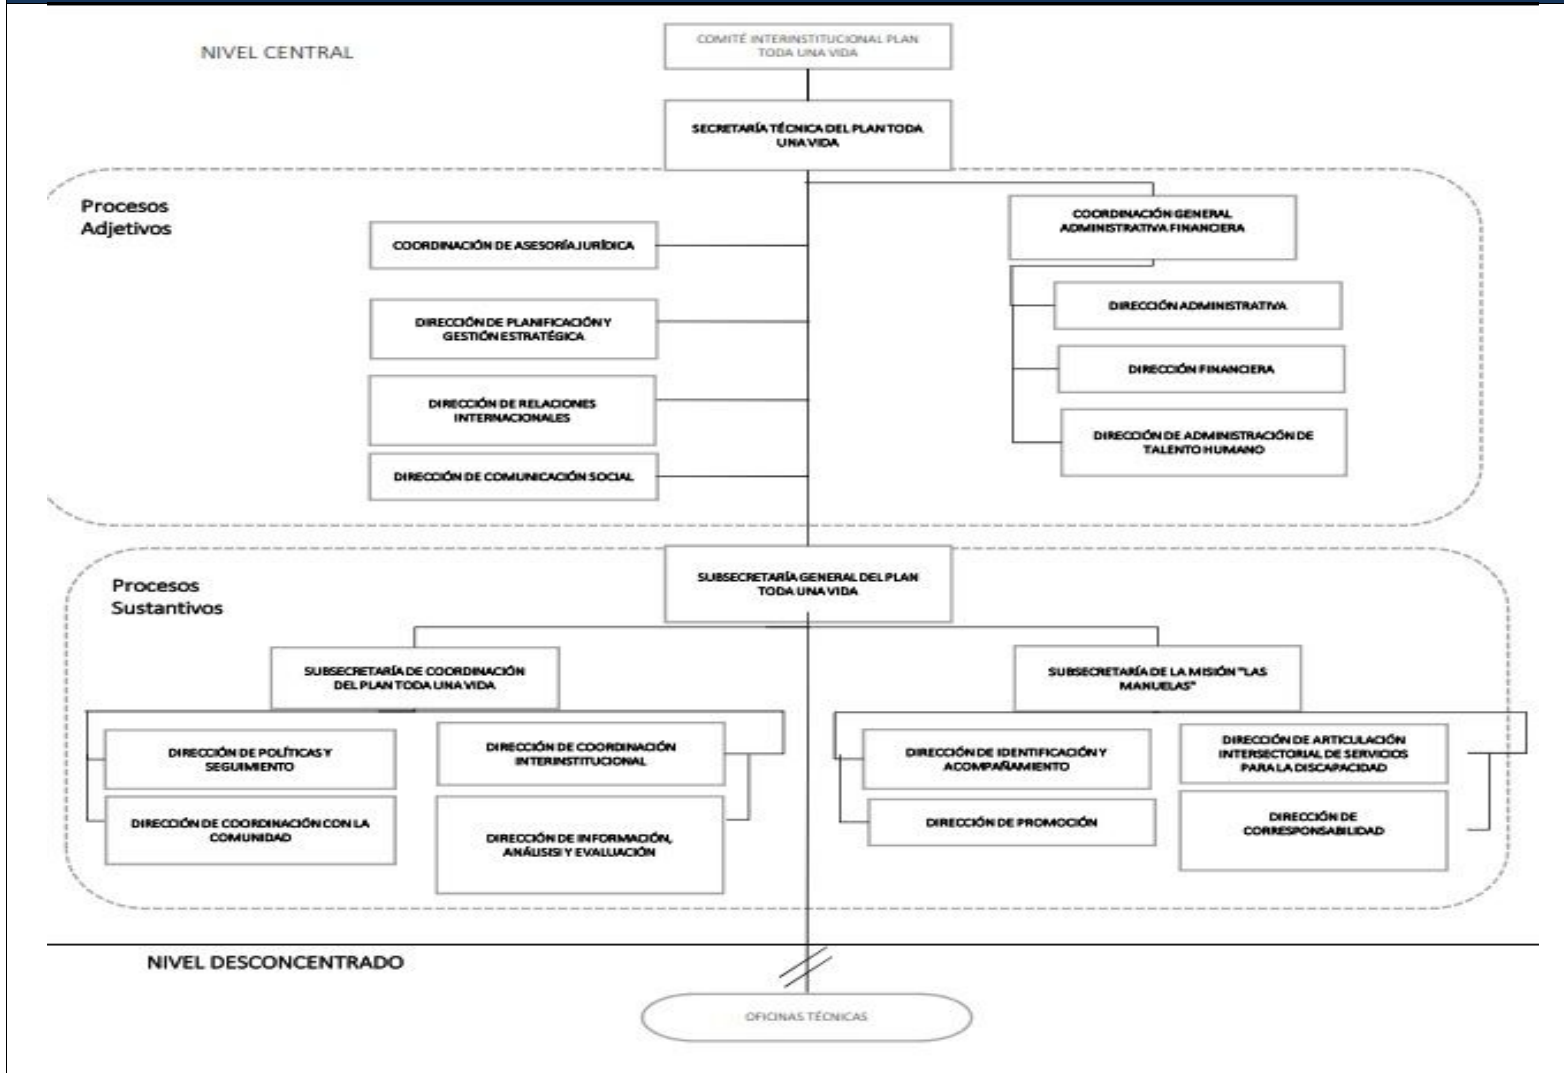 NIVEL CENTRAL
COMITÉ INTERINSTITUCIONAL PLAN
TODA UNA VIDA
SECRETARÍA TÉCNICA DEL PLAN TODA
UNA VIDA
Procesos
Adjetivos
COORDINACIÓN DE ASESORÍA JURÍDICA
DIRECCIÓN DE PLANIFICACIÓN Y
GESTIÓN ESTRATÉGICA
DIRECCIÓN DE RELACIONES
INTERNACIONALES
DIRECCIÓN DE COMUNICACIÓN SOCIAL
COORDINACIÓN GENERAL
ADMINISTRATIVA FINANCIERA
DIRECCIÓN ADMINISTRATIVA
DIRECCIÓN FINANCIERA
DIRECCIÓN DE ADMINISTRACIÓN DE
TALENTO HUMANO
Procesos
Sustantivos
SUBSECRETARÍA GENERAL DEL PLAN
TODA UNA VIDA
SUBSECRETARÍA DE COORDINACIÓN
DEL PLAN TODA UNA VIDA
DIRECCIÓN DE POLÍTICAS Y
SEGUIMIENTO
DIRECCIÓN DE COORDINACIÓN
INTERINSTITUCIONAL
DIRECCIÓN DE COORDINACIÓN CON LA
COMUNIDAD
DIRECCIÓN DE INFORMACIÓN,
ANÁLISISI Y EVALUACIÓN
SUBSECRETARÍA DE LA MISIÓN "LAS
MANUELAS"
DIRECCIÓN DE IDENTIFICACIÓN Y
ACOMPAÑAMIENTO
DIRECCIÓN DE ARTICULACIÓN
INTERSECTORIAL DE SERVICIOS
PARA LA DISCAPACIDAD
DIRECCIÓN DE PROMOCIÓN
DIRECCIÓN DE
CORRESPONSABILIDAD
NIVEL DESCONCENTRADO
OFICINAS TÉCNICAS